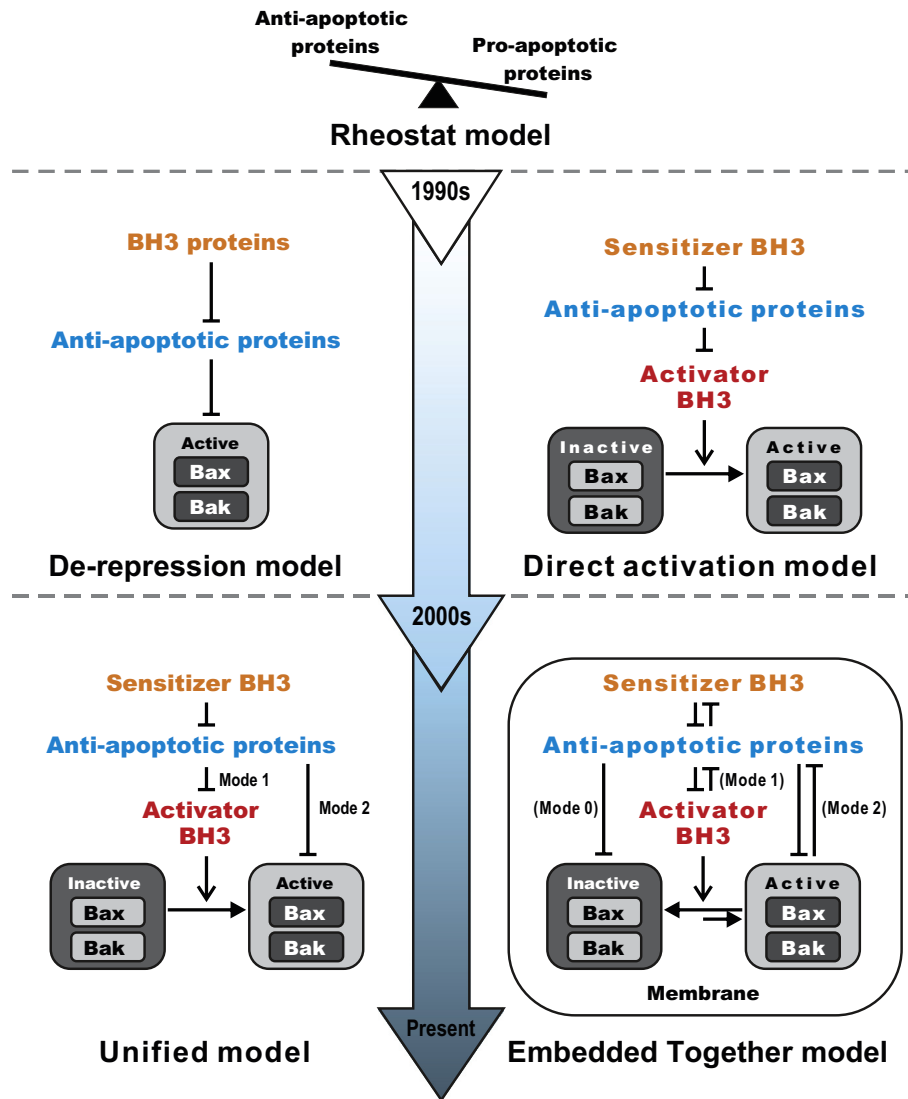 Anti-apoptotic
proteins
Pro-apoptotic
proteins
Rheostat model
1990s
BH3 proteins
Anti-apoptotic proteins
Active
Bax
Bak
De-repression model
Sensitizer BH3
Anti-apoptotic proteins
Activator
BH3
Inactive
Bax
Bak
Active
Bax
Bak
Direct activation model
2000s
Sensitizer BH3
Anti-apoptotic proteins
Mode 1
Mode 2
Activator
BH3
Inactive
Bax
Bak
Active
Bax
Bak
Unified model
Sensitizer BH3
Anti-apoptotic proteins
(Mode 0)
(Mode 1)
(Mode 2)
Activator
BH3
Inactive
Bax
Bak
Active
Bax
Bak
Membrane
Embedded Together model
Present